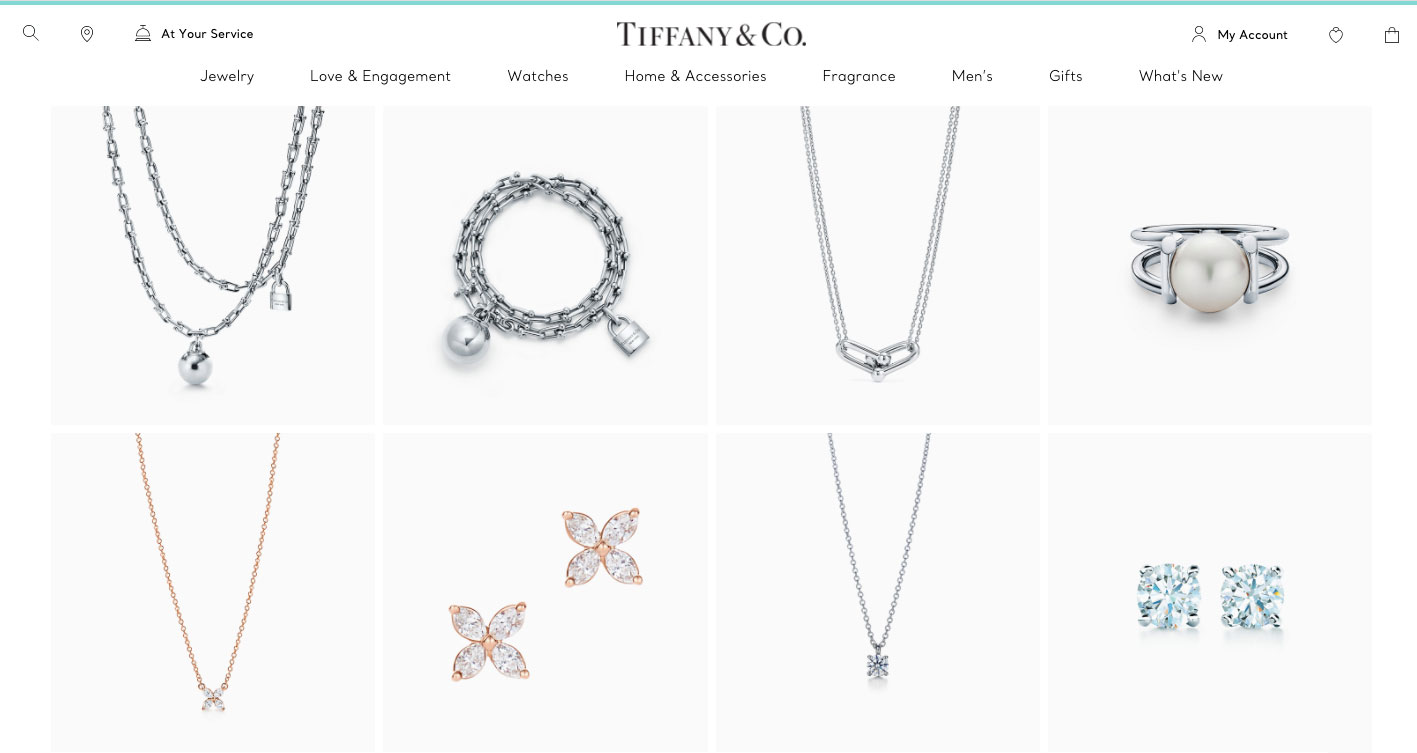 At Your Service
TIFFANY & CO.
My Account
Jewelry
Love & Engagement
Watches
Home & Accessories
Fragrance
Men's
Gifts
What's New